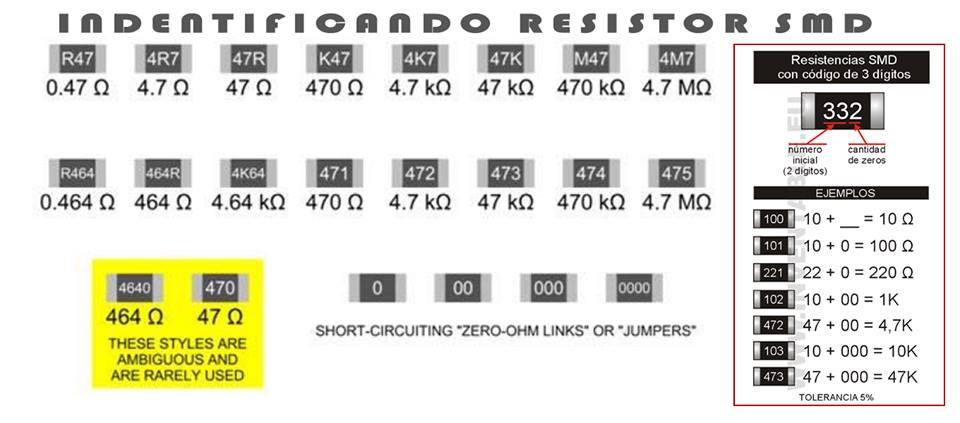 INDENTIFICANDO RESISTOR SMD
R47 4R7 47R K47 4K7 47K M47 4M7
0.47 Ω 4.7 Ω 47 Ω 470 Ω 4.7 kΩ 47 kΩ 470 kΩ 4.7 MΩ
R464 464R 4K64 471 472 473 474 475
0.464 Ω 464 Ω 4.64 kΩ 470 Ω 4.7 kΩ 47 kΩ 470 kΩ 4.7 MΩ
4640 470
464 Ω 47 Ω
THESE STYLES ARE
AMBIGUOUS AND
ARE RARELY USED
0 00 000 0000
SHORT-CIRCUITING "ZERO-OHM LINKS" OR "JUMPERS"
Resistencias SMD
con código de 3 dígitos
332
número
inicial
(2 dígitos)
cantidad
de zeros
EJEMPLOS
100 10 + __ = 10 Ω
101 10 + 0 = 100 Ω
221 22 + 0 = 220 Ω
102 10 + 00 = 1K
472 47 + 00 = 4,7K
103 10 + 000 = 10K
473 47 + 000 = 47K
TOLERANCIA 5%